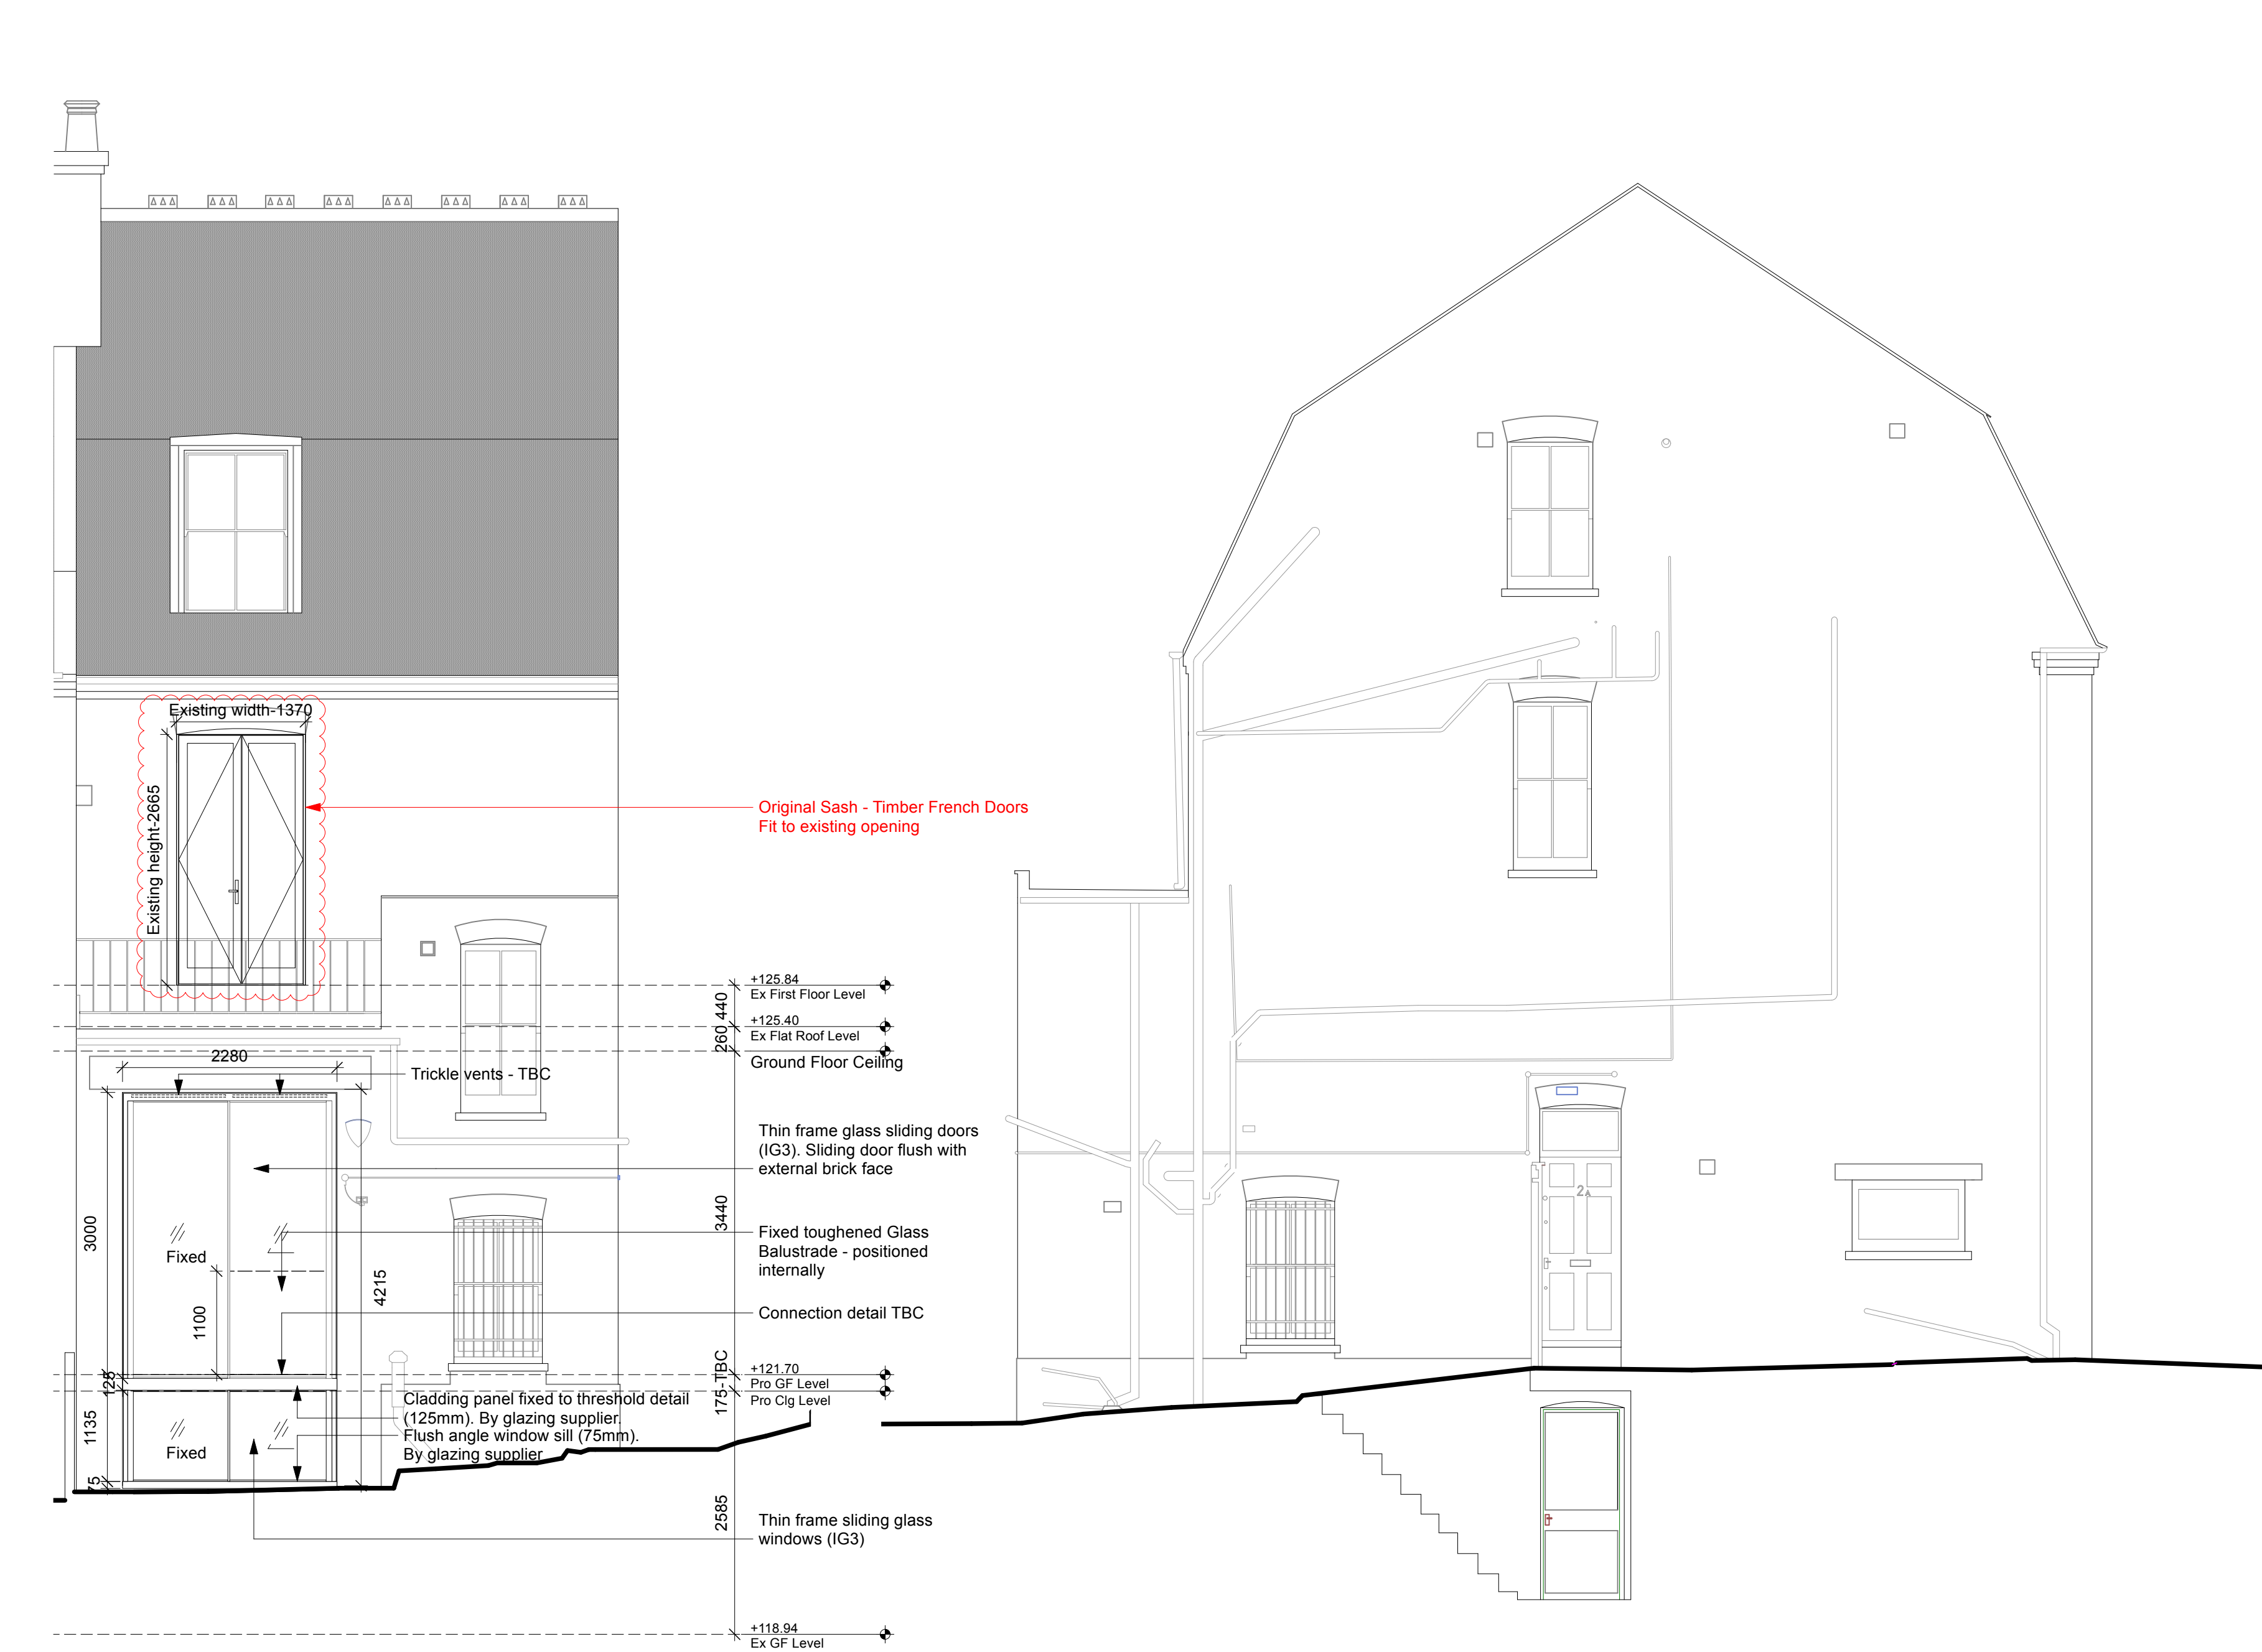 Existing width-1370
Existing height-2665
Original Sash - Timber French Doors
Fit to existing opening
+125.84
Ex First Floor Level
440
+125.40
Ex Flat Roof Level
260
Ground Floor Ceiling
2280
Trickle vents - TBC
Thin frame glass sliding doors
(IG3). Sliding door flush with
external brick face
3000
3440
Fixed toughened Glass
Balustrade - positioned
internally
Fixed
4215
1100
Connection detail TBC
+121.70
Pro GF Level
175-TBC
Pro Clg Level
125
Cladding panel fixed to threshold detail
(125mm). By glazing supplier.
Flush angle window sill (75mm).
By glazing supplier
1135
Fixed
75
2585
Thin frame sliding glass
windows (IG3)
+118.94
Ex GF Level
2A